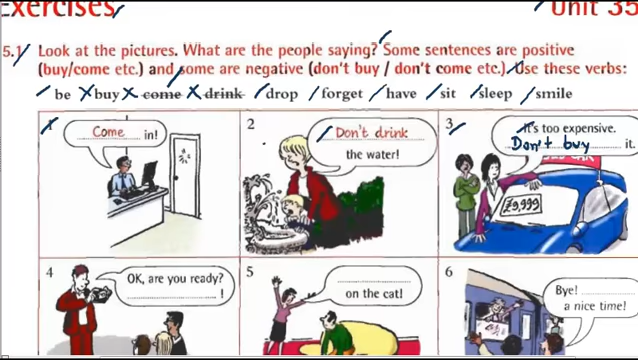 Exercises
Unit 35
5.1 Look at the pictures. What are the people saying? Some sentences are positive
(buy/come etc.) and some are negative (don't buy / don't come etc.). Use these verbs:
be buy come drink drop forget have sit sleep smile
1
Come in!
2
Don't drink
the water!
3
It's too expensive.
Don't buy it.
£9,999
4
OK, are you ready?
!
5
on the cat!
6
Bye!
a nice time!